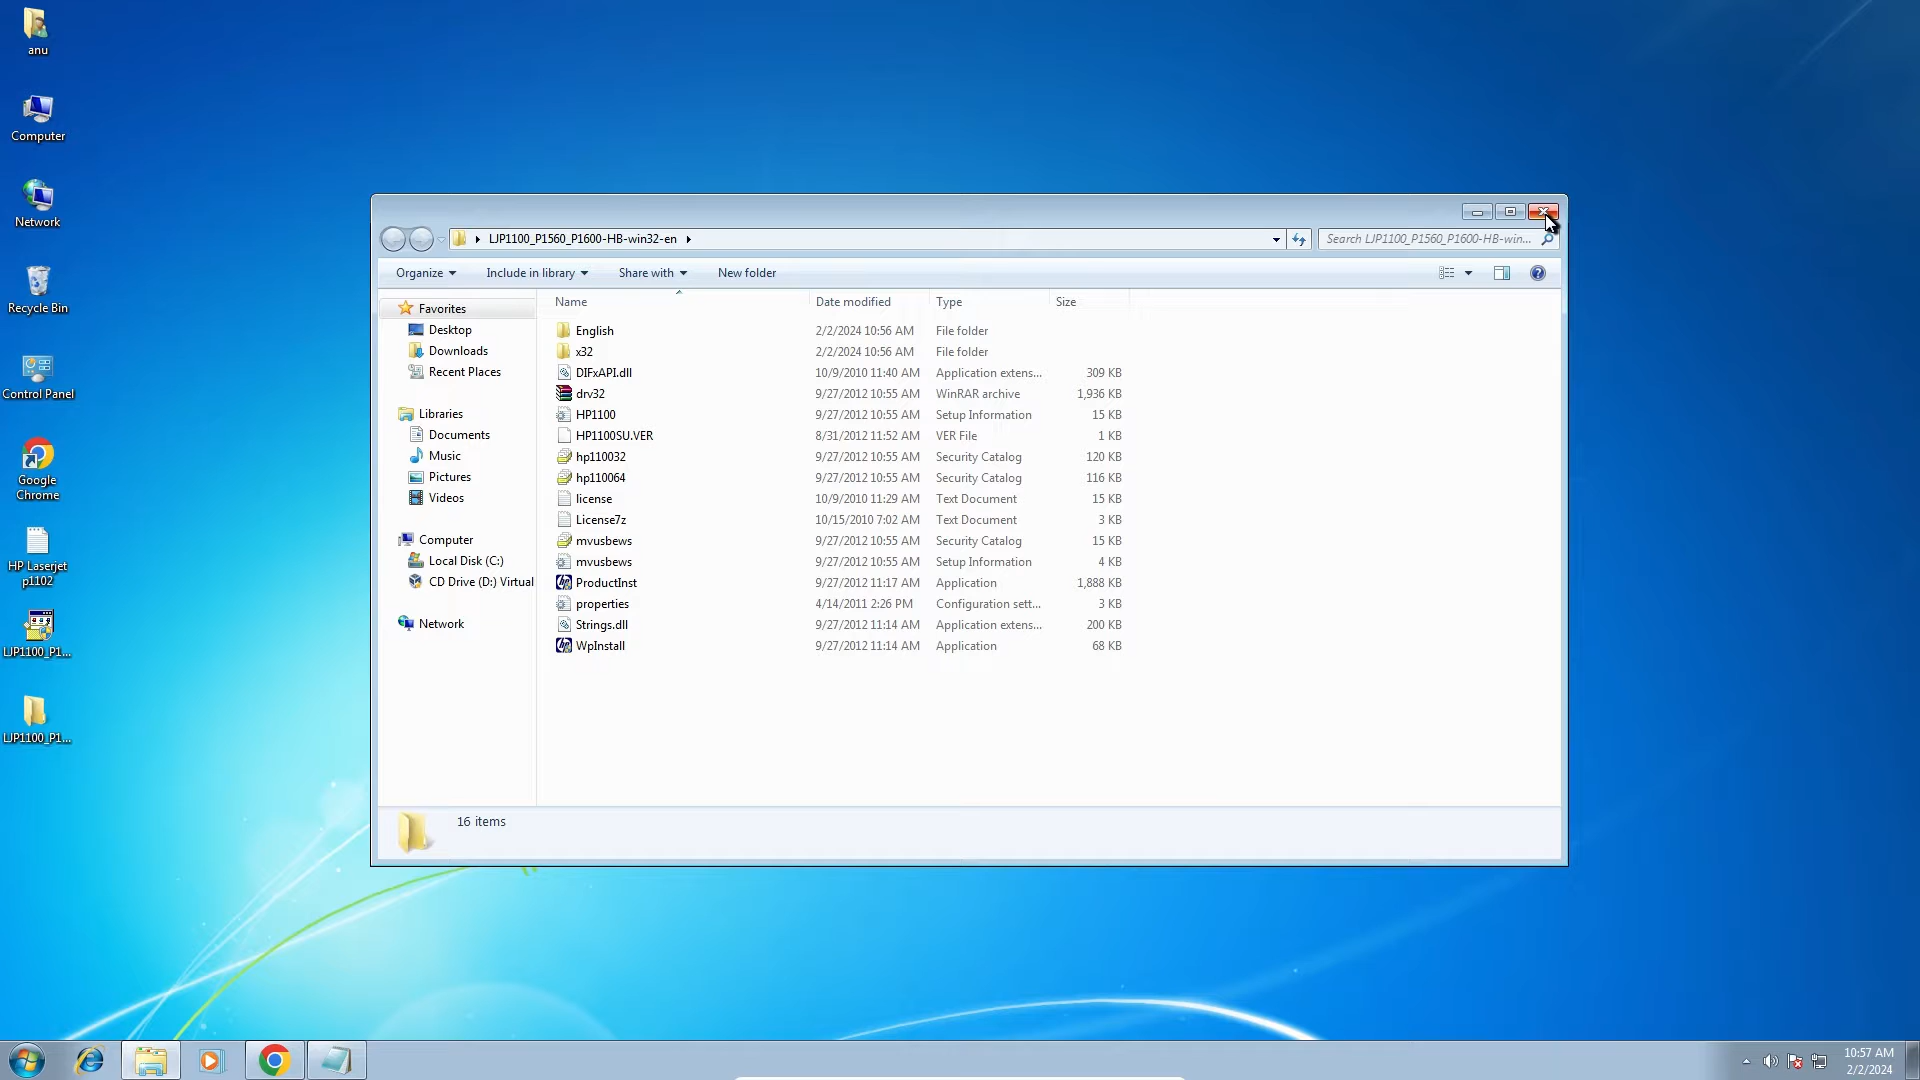 anu
Computer
Network
Recycle Bin
Control Panel
Google
Chrome
HP Laserjet
p1102
LJP1100_P1...
LJP1100_P1...
LJP1100_P1560_P1600-HB-win32-en
Search LJP1100_P1560_P1600-HB-win...
Organize Include in library Share with New folder
Favorites
Desktop
Downloads
Recent Places
Libraries
Documents
Music
Pictures
Videos
Computer
Local Disk (C:)
CD Drive (D:) Virtual
Network
Name Date modified Type Size
English 2/2/2024 10:56 AM File folder
x32 2/2/2024 10:56 AM File folder
DIFxAPI.dll 10/9/2010 11:40 AM Application extens... 309 KB
drv32 9/27/2012 10:55 AM WinRAR archive 1,936 KB
HP1100 9/27/2012 10:55 AM Setup Information 15 KB
HP1100SU.VER 8/31/2012 11:52 AM VER File 1 KB
hp110032 9/27/2012 10:55 AM Security Catalog 120 KB
hp110064 9/27/2012 10:55 AM Security Catalog 116 KB
license 10/9/2010 11:29 AM Text Document 15 KB
License7z 10/15/2010 7:02 AM Text Document 3 KB
mvusbews 9/27/2012 10:55 AM Security Catalog 15 KB
mvusbews 9/27/2012 10:55 AM Setup Information 4 KB
ProductInst 9/27/2012 11:17 AM Application 1,888 KB
properties 4/14/2011 2:26 PM Configuration sett... 3 KB
Strings.dll 9/27/2012 11:14 AM Application extens... 200 KB
WpInstall 9/27/2012 11:14 AM Application 68 KB
16 items
10:57 AM
2/2/2024